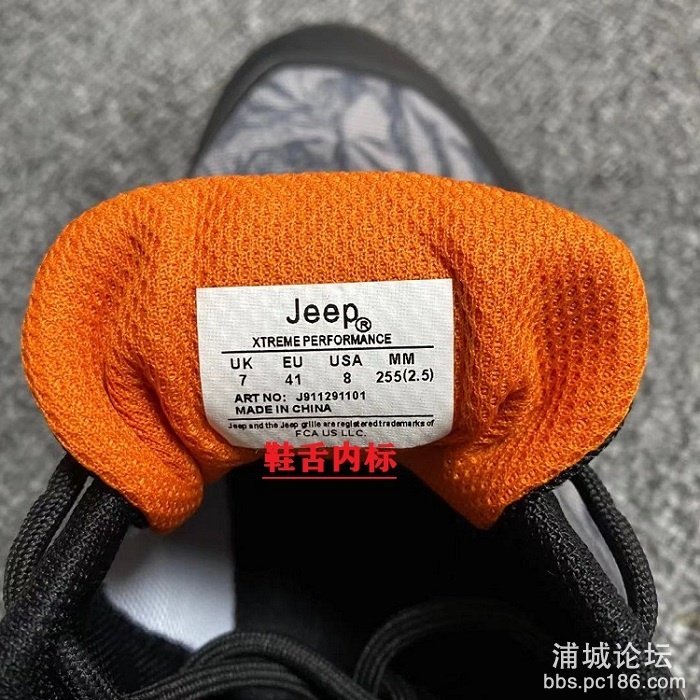 Jeep®
XTREME PERFORMANCE
UK EU USA MM
7 41 8 255(2.5)
ART NO: J911291101
MADE IN CHINA
Jeep and the Jeep grille are registered trademarks of
FCA US LLC.
鞋舌内标
浦城论坛
bbs.pc186.com